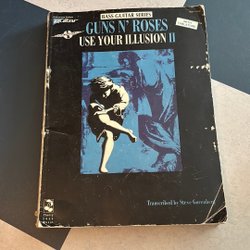 BASS GUITAR SERIES
GUNS N' ROSES
USE YOUR ILLUSION II
Transcribed by Steve Gorenberg